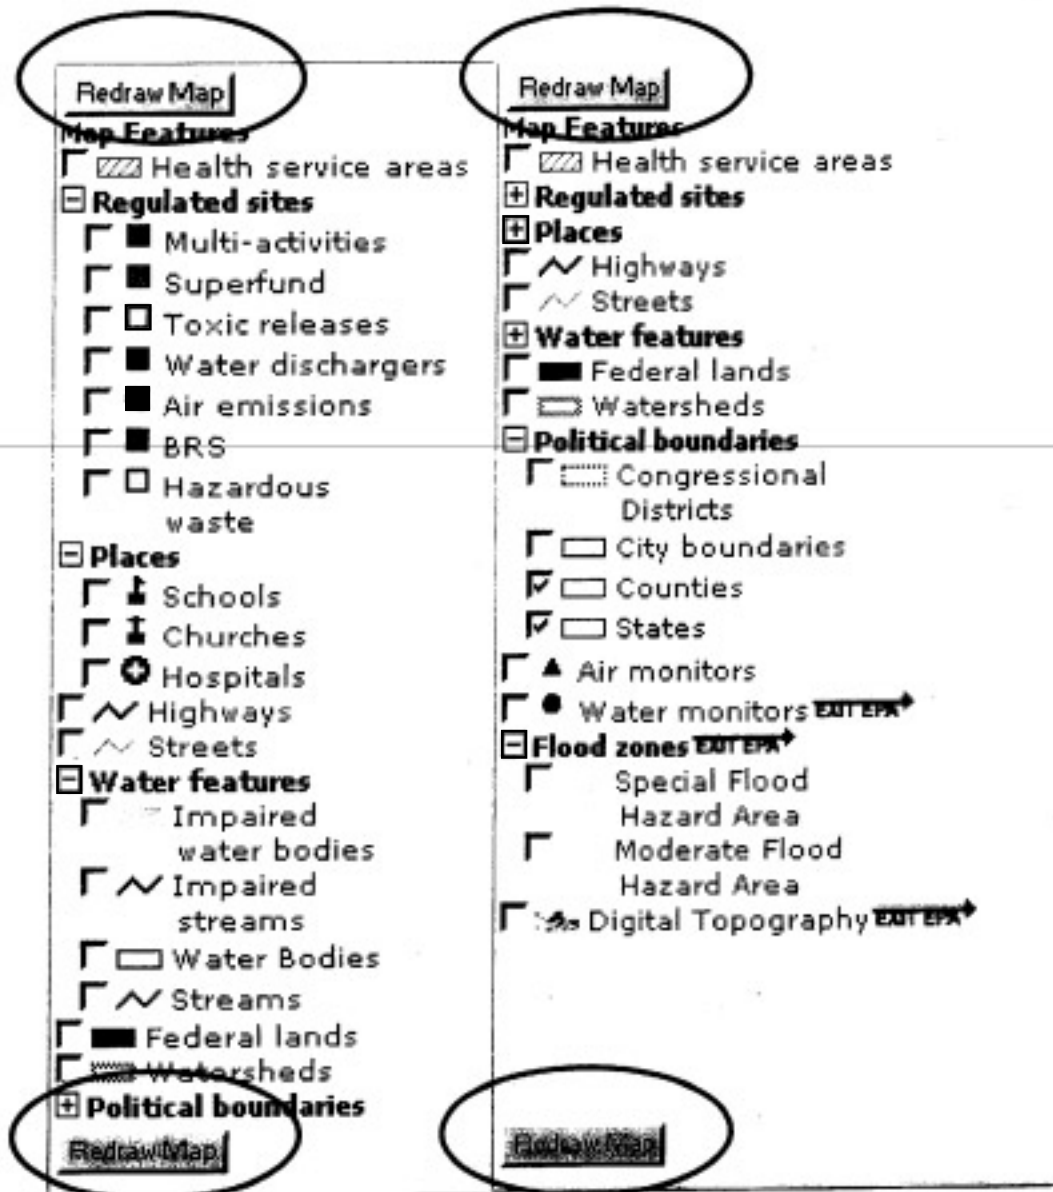 Redraw Map
Map Features
Health service areas
Regulated sites
Multi-activities
Superfund
Toxic releases
Water dischargers
Air emissions
BRS
Hazardous
waste
Places
Schools
Churches
Hospitals
Highways
Streets
Water features
Impaired
water bodies
Impaired
streams
Water Bodies
Streams
Federal lands
Watersheds
Political boundaries
Redraw Map
Redraw Map
Map Features
Health service areas
Regulated sites
Places
Highways
Streets
Water features
Federal lands
Watersheds
Political boundaries
Congressional
Districts
City boundaries
Counties
States
Air monitors
Water monitors EXIT EPA
Flood zones EXIT EPA
Special Flood
Hazard Area
Moderate Flood
Hazard Area
Digital Topography EXIT EPA
Redraw Map